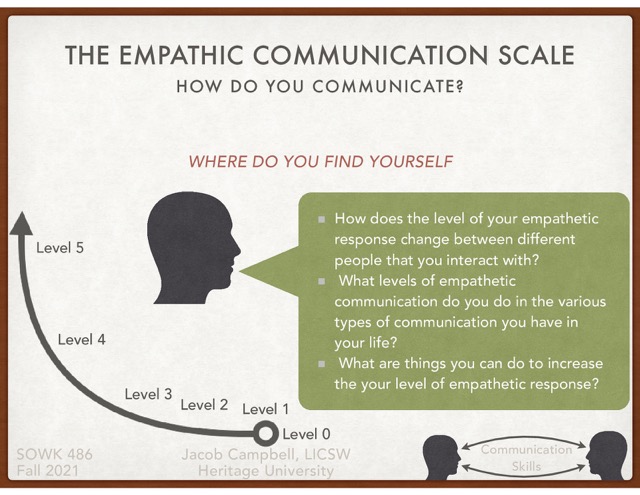 THE EMPATHIC COMMUNICATION SCALE
HOW DO YOU COMMUNICATE?
WHERE DO YOU FIND YOURSELF
How does the level of your empathetic
response change between different
people that you interact with?
What levels of empathetic
communication do you do in the various
types of communication you have in
your life?
What are things you can do to increase
the your level of empathetic response?
Level 5
Level 4
Level 3
Level 2
Level 1
Level 0
SOWK 486
Fall 2021
Jacob Campbell, LICSW
Heritage University
Communication
Skills